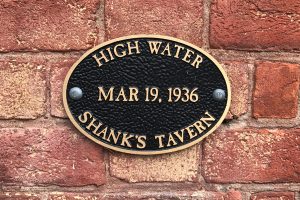 HIGH WATER
MAR 19, 1936
SHANK'S TAVERN